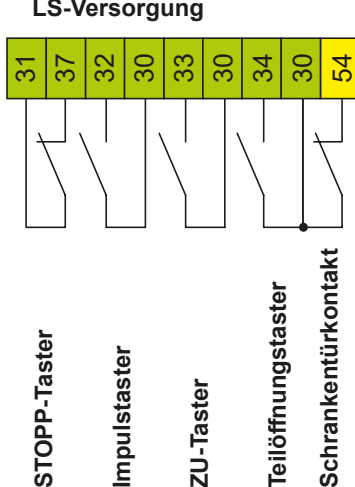 LS-Versorgung
31 37 32 30 33 30 34 30 54
STOPP-Taster
Impulstaster
ZU-Taster
Teilöffnungstaster
Schrankentürkontakt